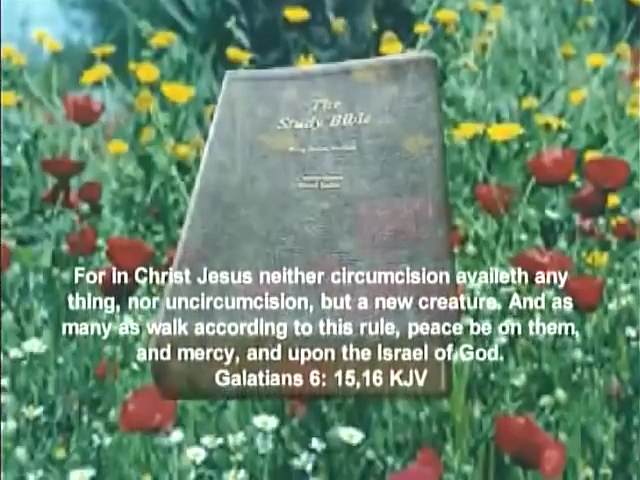 The
Study Bible
For in Christ Jesus neither circumcision availeth any
thing, nor uncircumcision, but a new creature. And as
many as walk according to this rule, peace be on them,
and mercy, and upon the Israel of God.
Galatians 6: 15,16 KJV